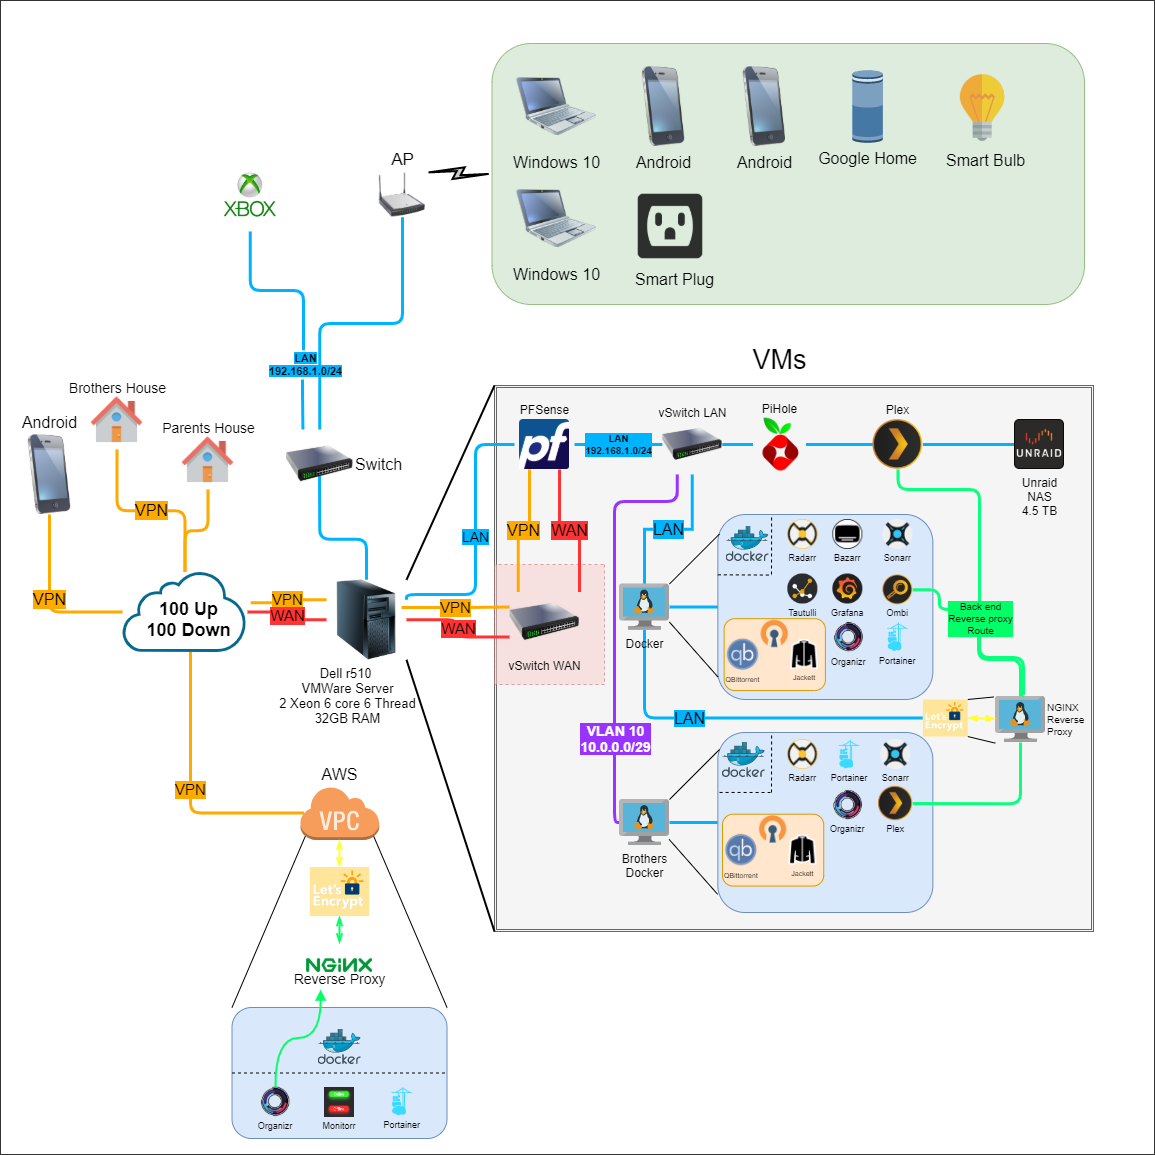 Windows 10
Android
Android
Google Home
Smart Bulb
Windows 10
Smart Plug
AP
XBOX
LAN
192.168.1.0/24
Brothers House
Android
Parents House
Switch
VPN
VPN
100 Up
100 Down
VPN
WAN
Dell r510
VMWare Server
2 Xeon 6 core 6 Thread
32GB RAM
VPN
AWS
VPC
Let's
Encrypt
NGINX
Reverse Proxy
docker
Organizr
Monitorr
Portainer
VMs
PFSense
pf
LAN
192.168.1.0/24
vSwitch LAN
PiHole
Plex
UNRAID
Unraid
NAS
4.5 TB
LAN
VPN
WAN
VPN
WAN
vSwitch WAN
LAN
Docker
docker
Radarr
Bazarr
Sonarr
Tautulli
Grafana
Ombi
qb
QBittorrent
Jackett
Organizr
Portainer
Back end
Reverse proxy
Route
LAN
Let's
Encrypt
NGINX
Reverse
Proxy
VLAN 10
10.0.0.0/29
Brothers
Docker
docker
Radarr
Portainer
Sonarr
Organizr
Plex
qb
QBittorrent
Jackett